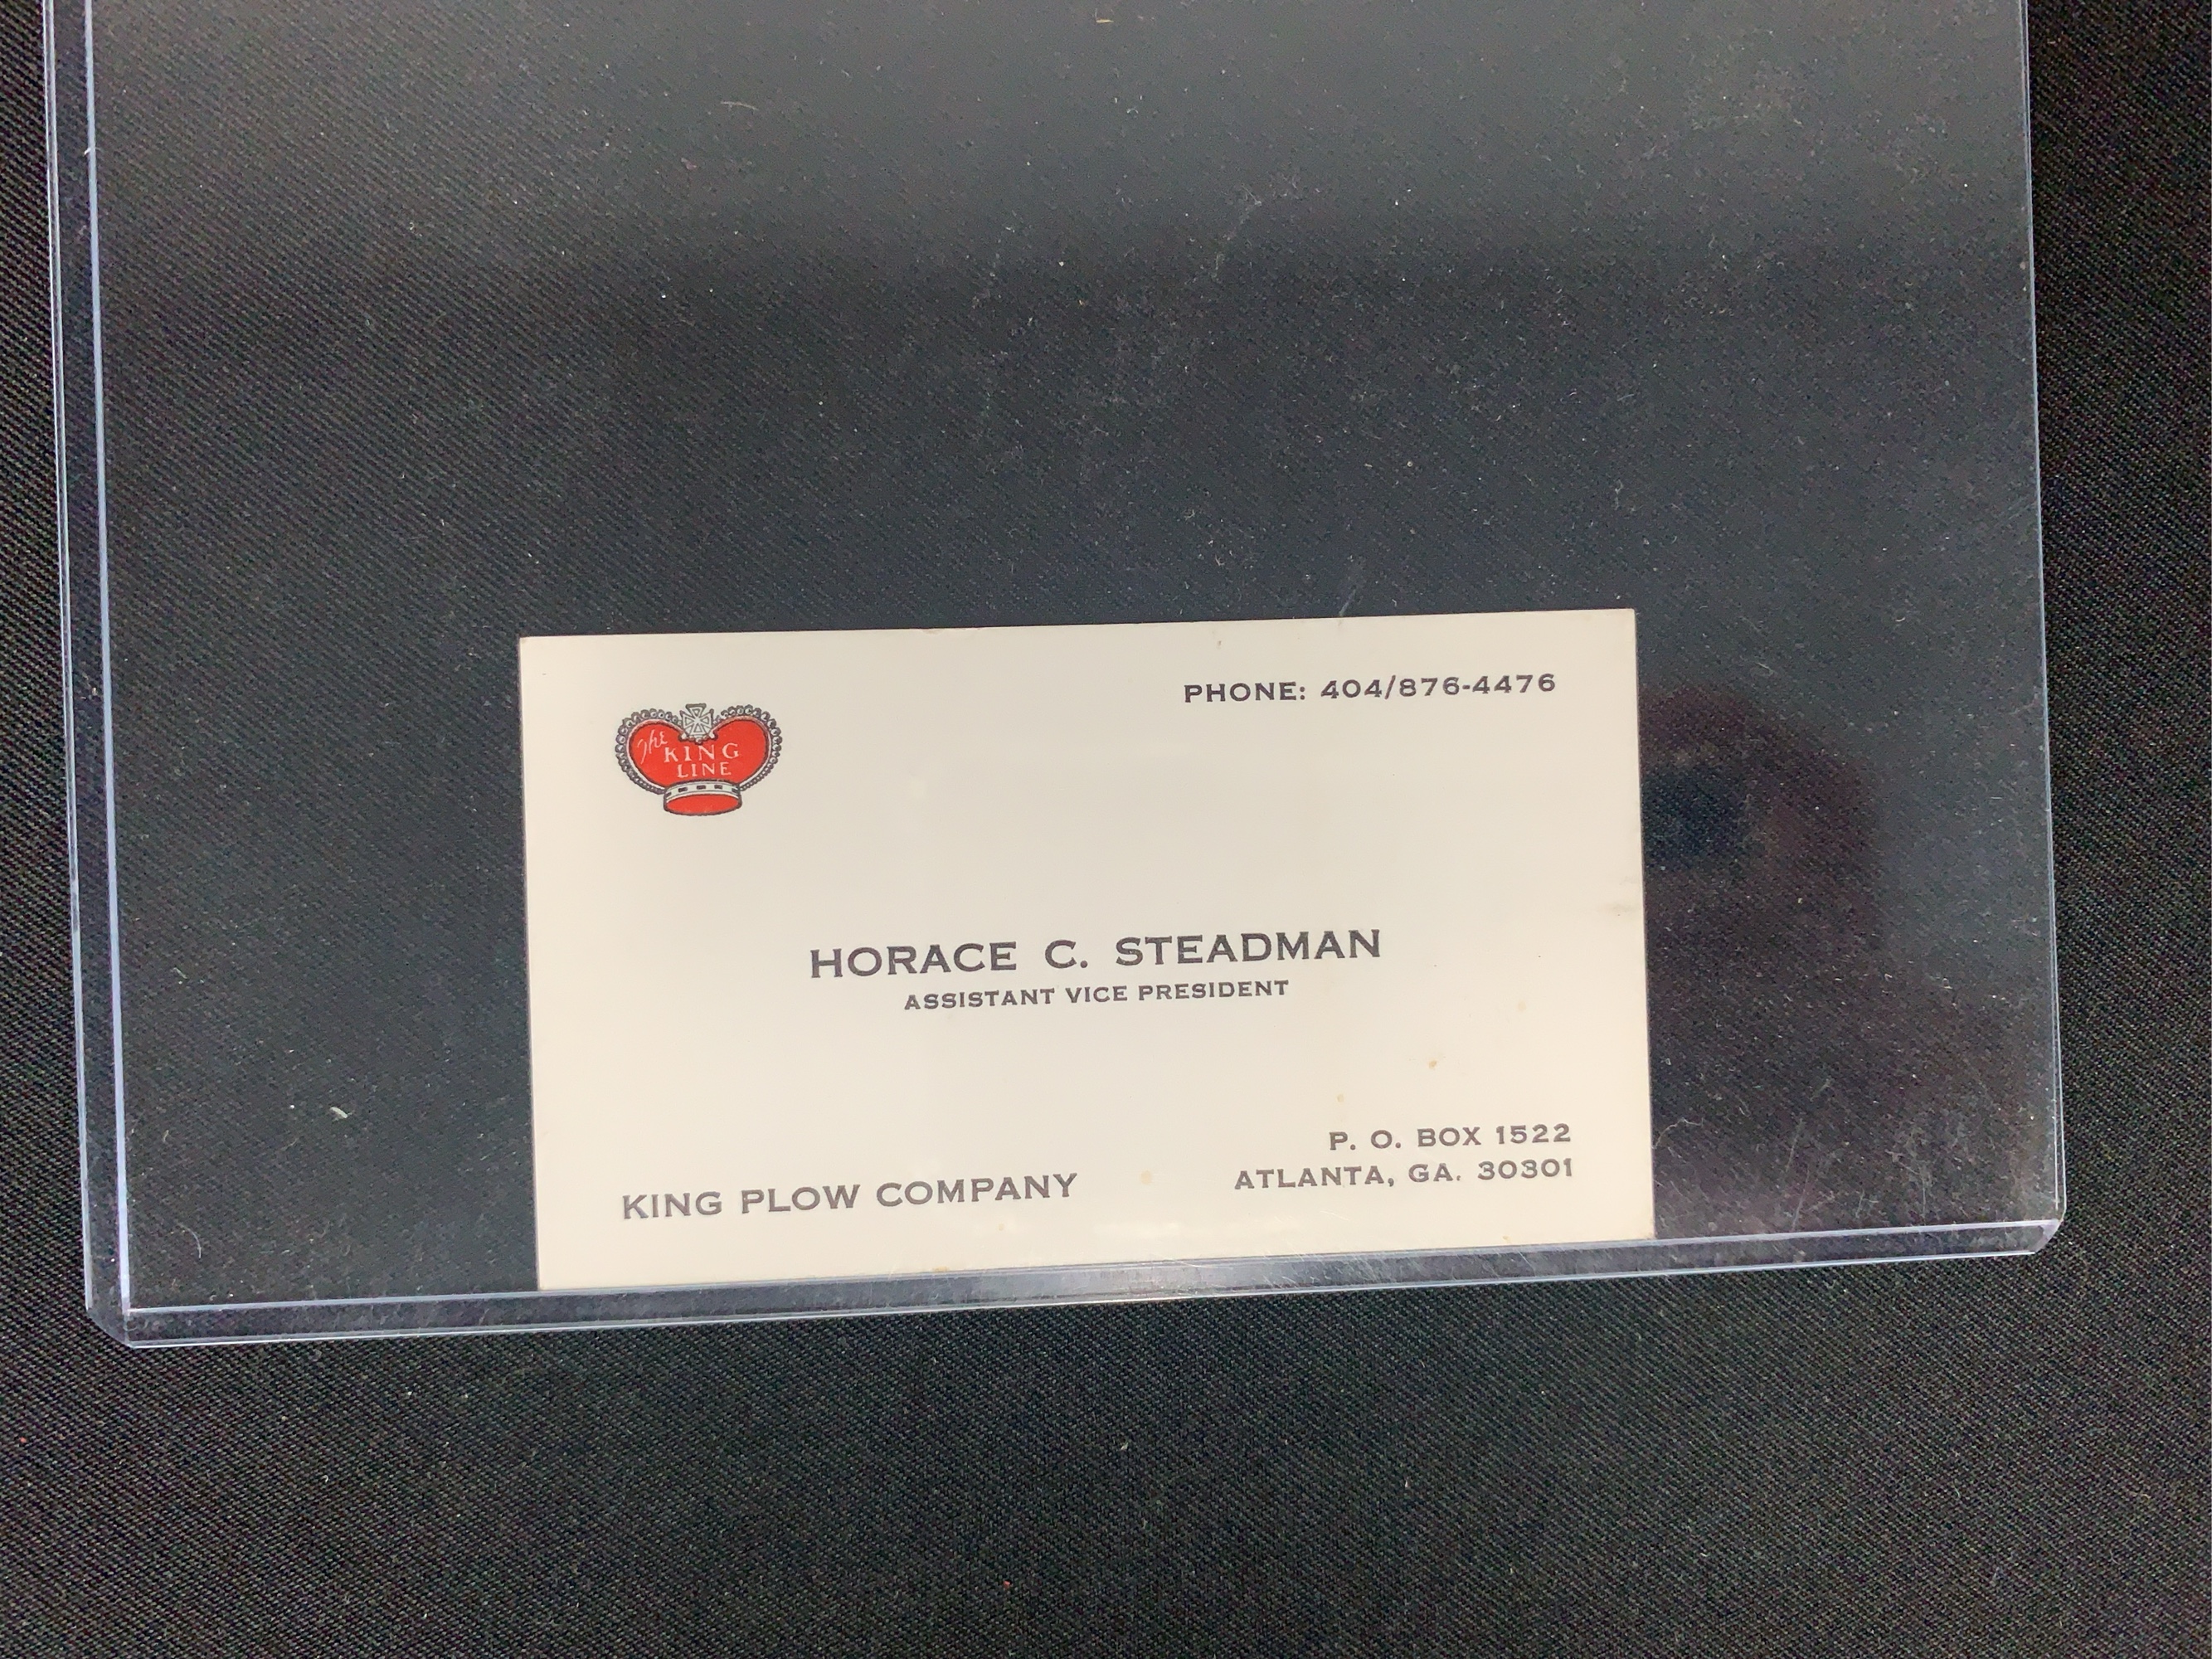 PHONE: 404/876-4476
The
KING
LINE
HORACE C. STEADMAN
ASSISTANT VICE PRESIDENT
P. O. BOX 1522
ATLANTA, GA. 30301
KING PLOW COMPANY